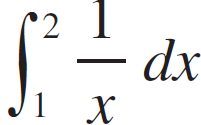 ∫₁² 1/x dx